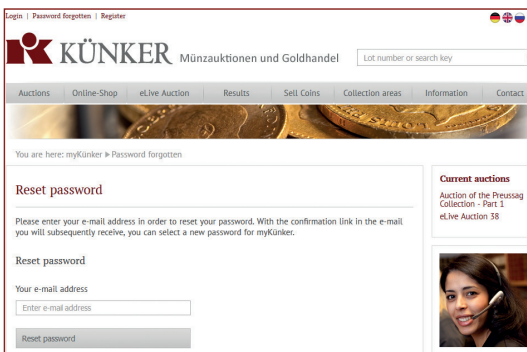 Login | Password forgotten | Register
KÜNKER Münzauktionen und Goldhandel
Lot number or search key
Auctions Online-Shop eLive Auction Results Sell Coins Collection areas Information Contact
You are here: myKünker ▶ Password forgotten
Reset password
Please enter your e-mail address in order to reset your password. With the confirmation link in the e-mail
you will subsequently receive, you can select a new password for myKünker.
Reset password
Your e-mail address
Enter e-mail address
Reset password
Current auctions
Auction of the Preussag
Collection - Part 1
eLive Auction 38